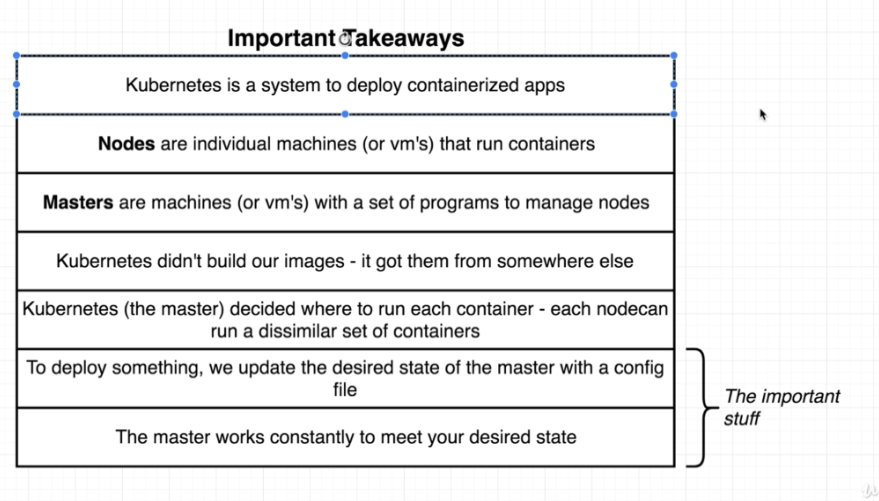 Important Takeaways
Kubernetes is a system to deploy containerized apps
Nodes are individual machines (or vm's) that run containers
Masters are machines (or vm's) with a set of programs to manage nodes
Kubernetes didn't build our images - it got them from somewhere else
Kubernetes (the master) decided where to run each container - each nodecan
run a dissimilar set of containers
To deploy something, we update the desired state of the master with a config
file
The master works constantly to meet your desired state
The important
stuff